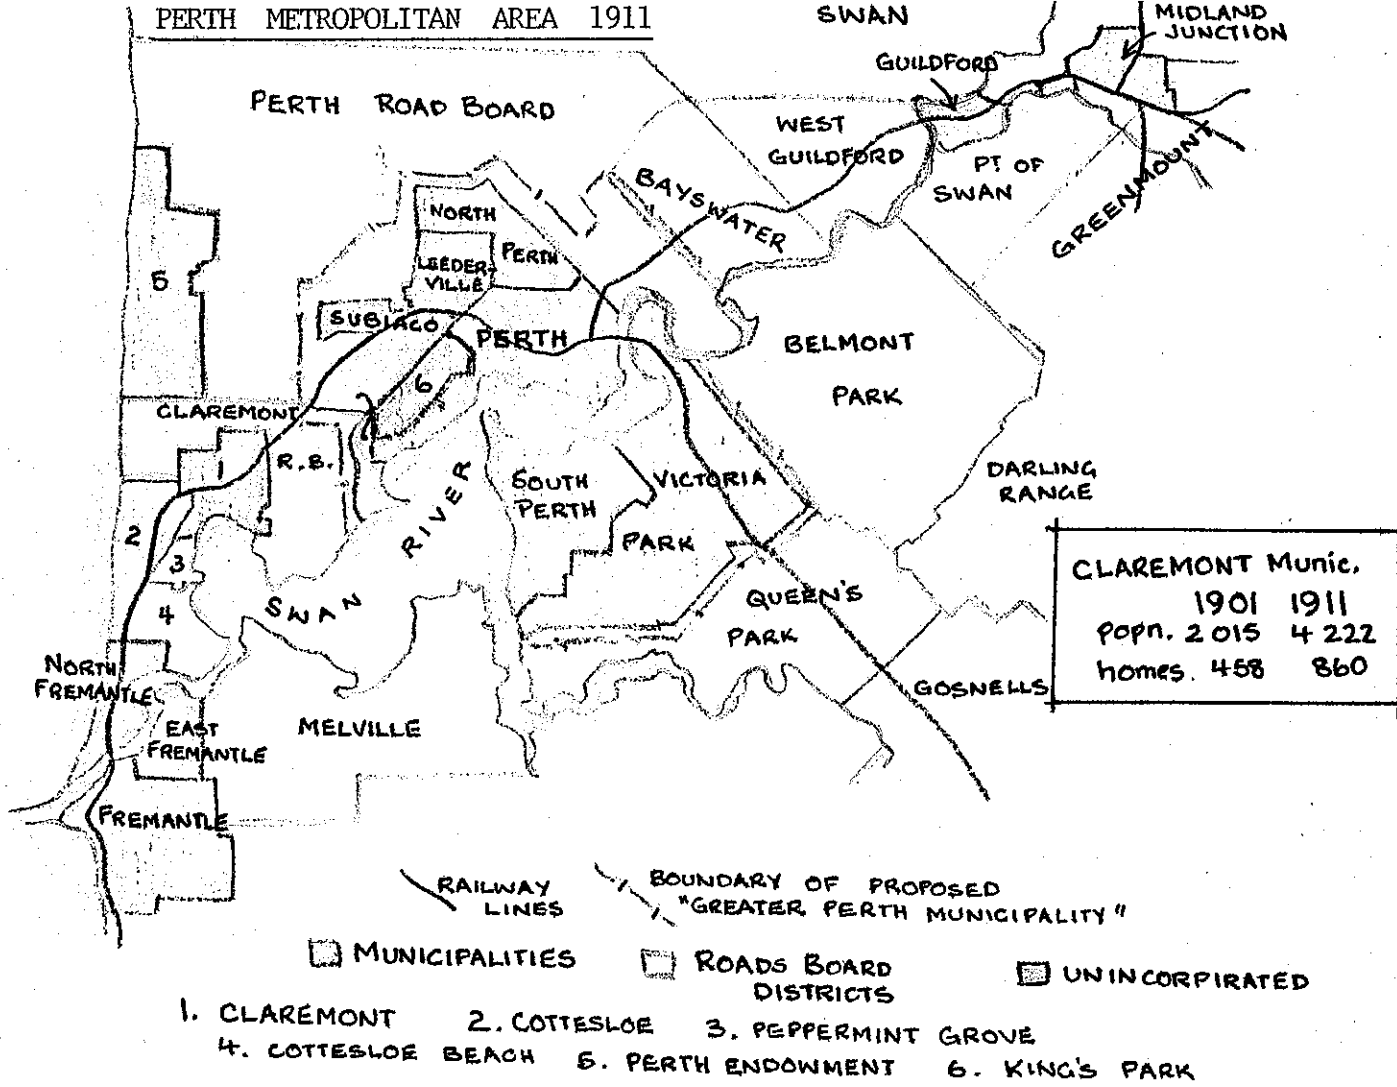 PERTH METROPOLITAN AREA 1911
SWAN
MIDLAND
JUNCTION
GUILDFORD
PERTH ROAD BOARD
WEST
GUILDFORD
PT. OF
SWAN
GREENMOUNT
BAYSWATER
NORTH
PERTH
LEEDER-
VILLE
5
SUBIACO
PERTH
6
BELMONT
PARK
CLAREMONT
R.B.
1
2
3
4
SWAN RIVER
SOUTH
PERTH
VICTORIA
PARK
DARLING
RANGE
QUEEN'S
PARK
GOSNELLS
CLAREMONT Munic.
1901 1911
popn. 2 015 4 222
homes. 458 860
NORTH
FREMANTLE
EAST
FREMANTLE
MELVILLE
FREMANTLE
RAILWAY
LINES
BOUNDARY OF PROPOSED
"GREATER PERTH MUNICIPALITY"
MUNICIPALITIES
ROADS BOARD
DISTRICTS
UNINCORPIRATED
1. CLAREMONT 2. COTTESLOE 3. PEPPERMINT GROVE
4. COTTESLOE BEACH 5. PERTH ENDOWMENT 6. KING'S PARK